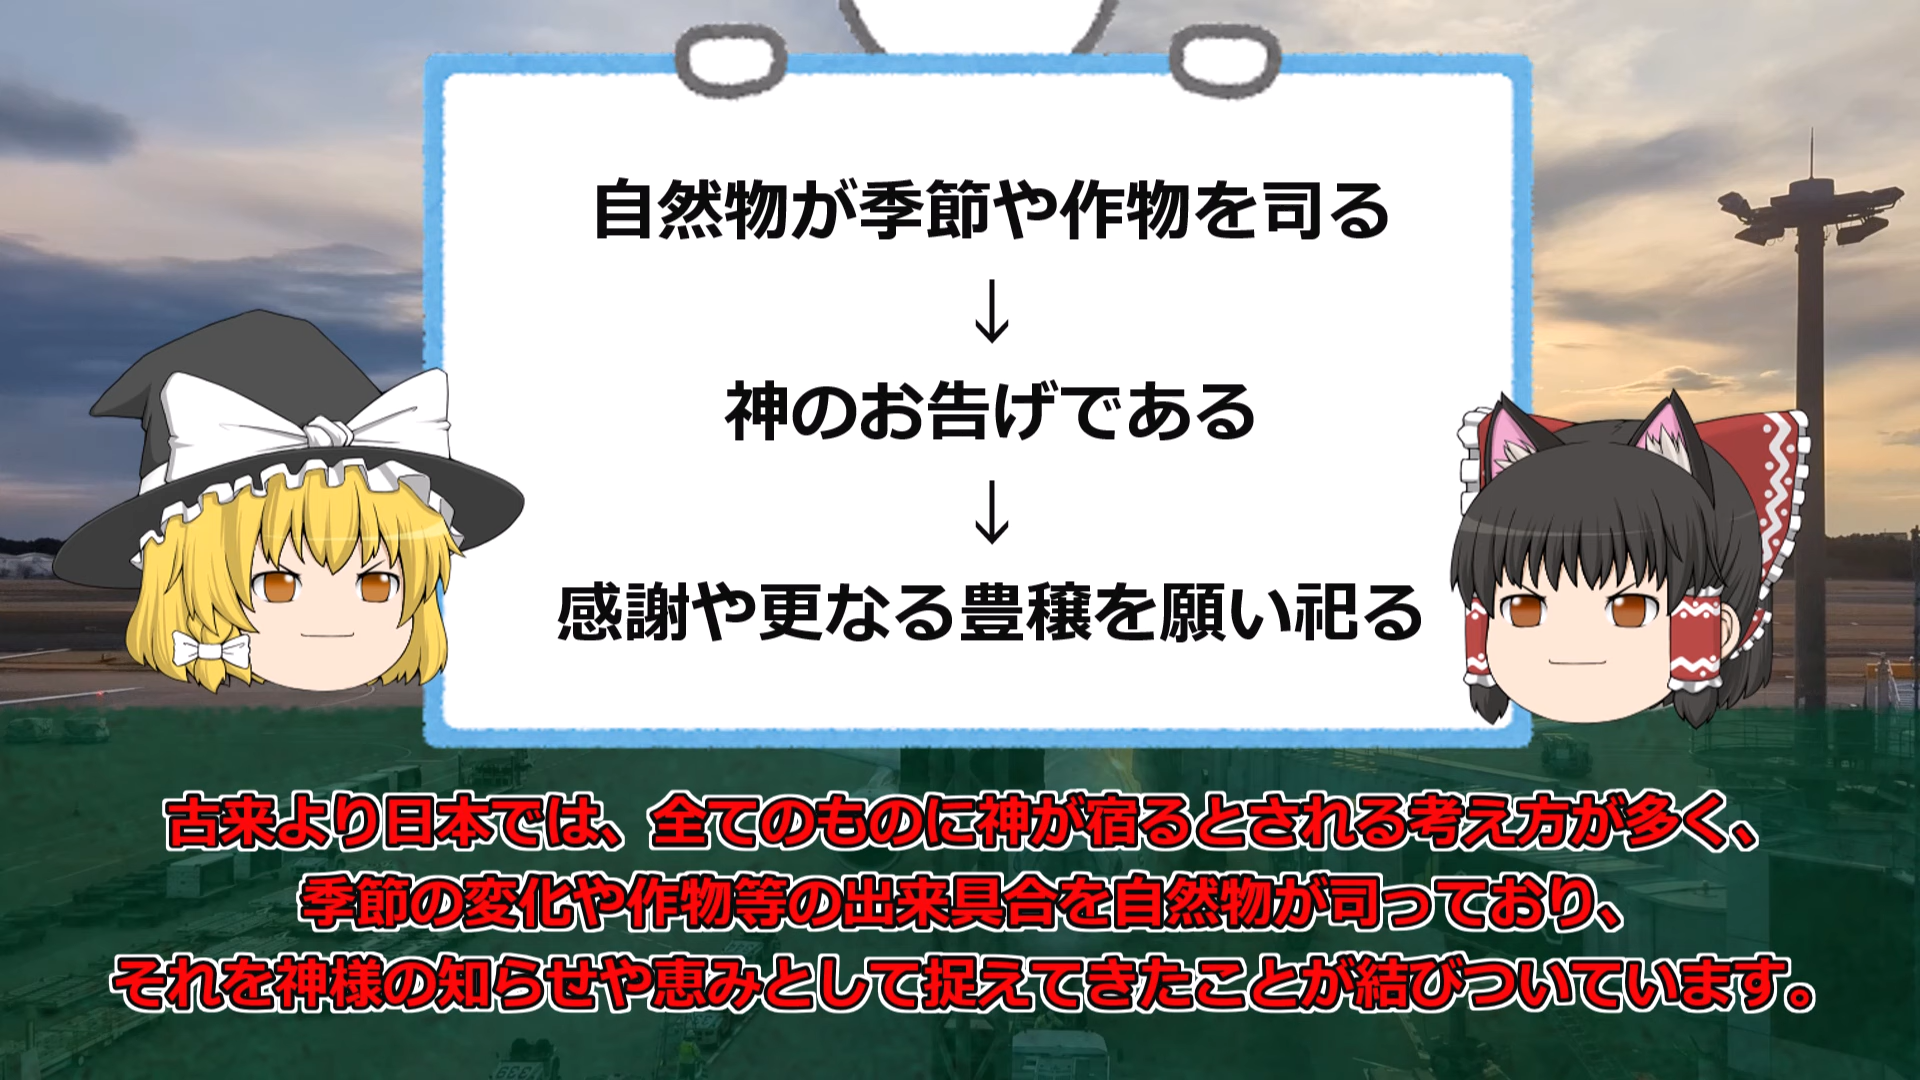 自然物が季節や作物を司る
↓
神のお告げである
↓
感謝や更なる豊穣を願い祀る
古来より日本では、全てのものに神が宿るとされる考え方が多く、
季節の変化や作物等の出来具合を自然物が司っており、
それを神様の知らせや恵みとして捉えてきたことが結びついています。